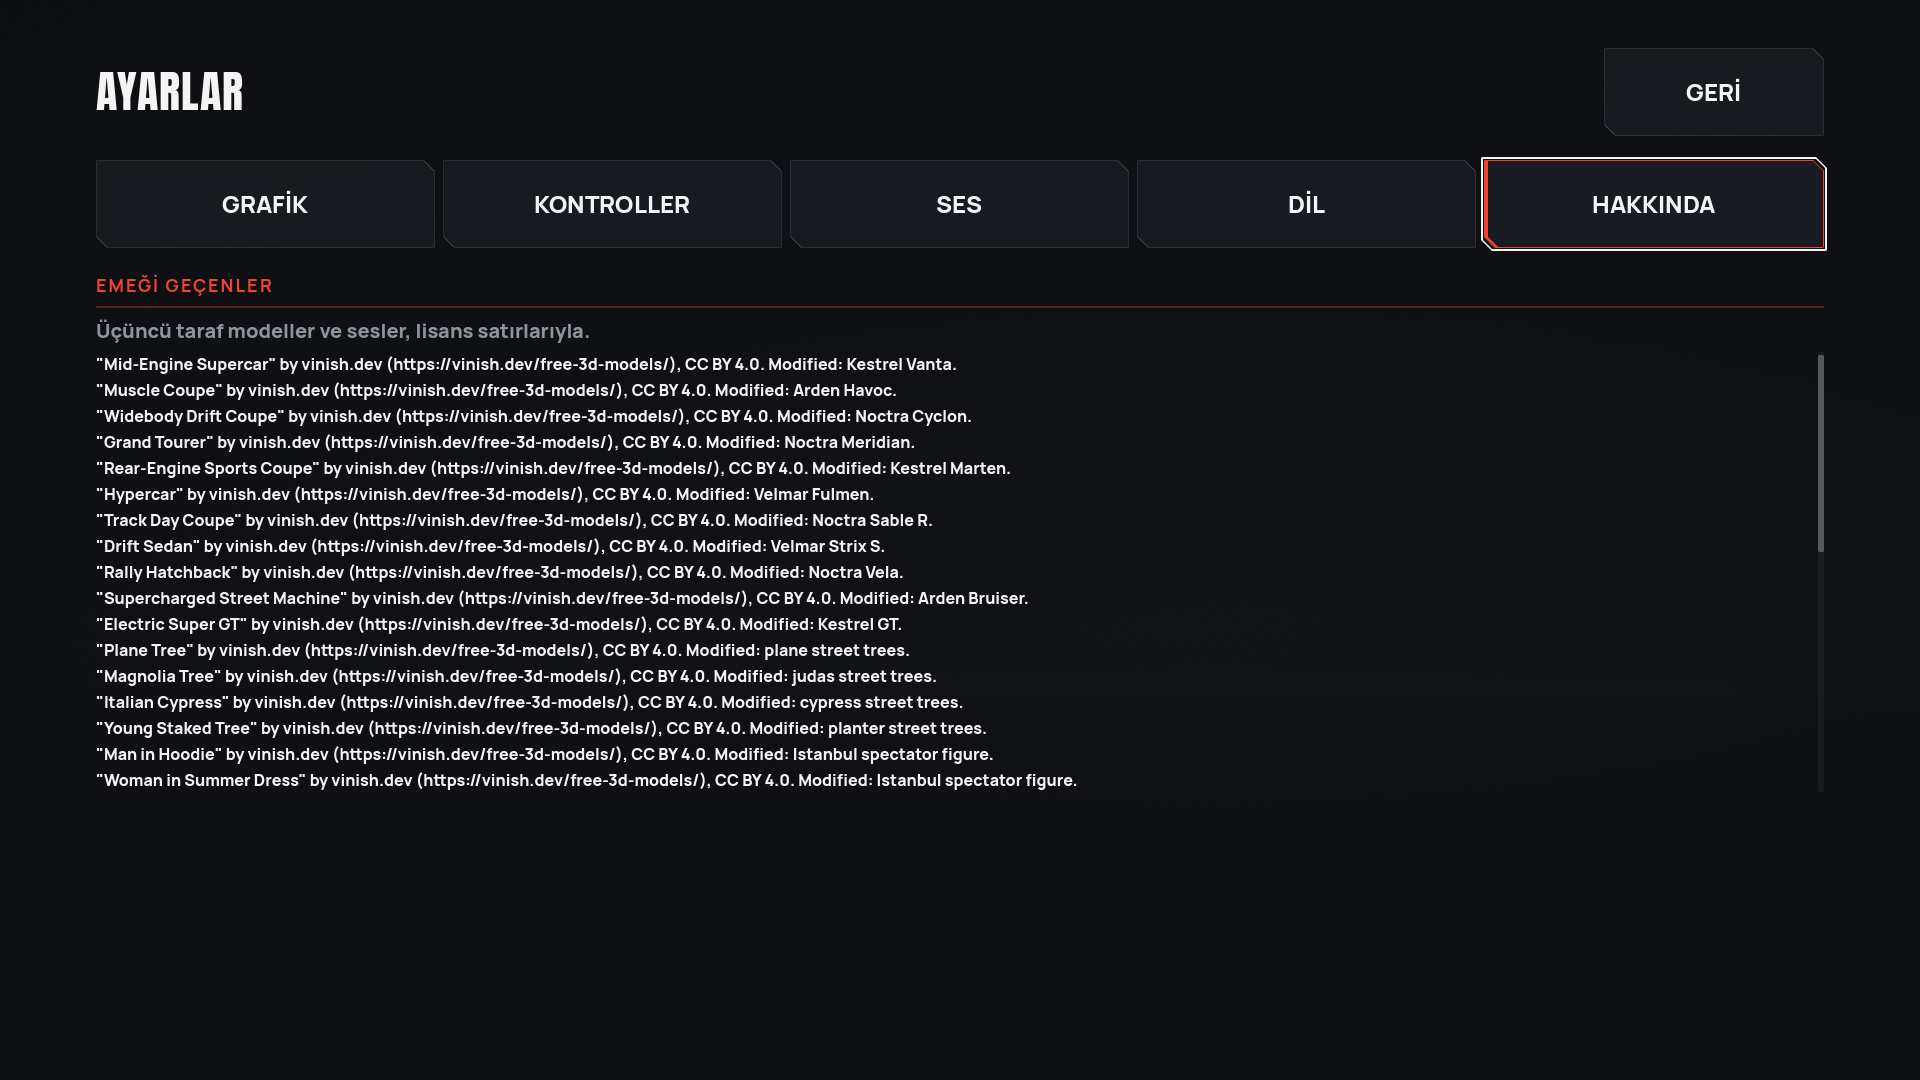 AYARLAR
GERİ
GRAFİK
KONTROLLER
SES
DİL
HAKKINDA
EMEĞİ GEÇENLER
Üçüncü taraf modeller ve sesler, lisans satırlarıyla.
"Mid-Engine Supercar" by vinish.dev (https://vinish.dev/free-3d-models/), CC BY 4.0. Modified: Kestrel Vanta.
"Muscle Coupe" by vinish.dev (https://vinish.dev/free-3d-models/), CC BY 4.0. Modified: Arden Havoc.
"Widebody Drift Coupe" by vinish.dev (https://vinish.dev/free-3d-models/), CC BY 4.0. Modified: Noctra Cyclon.
"Grand Tourer" by vinish.dev (https://vinish.dev/free-3d-models/), CC BY 4.0. Modified: Noctra Meridian.
"Rear-Engine Sports Coupe" by vinish.dev (https://vinish.dev/free-3d-models/), CC BY 4.0. Modified: Kestrel Marten.
"Hypercar" by vinish.dev (https://vinish.dev/free-3d-models/), CC BY 4.0. Modified: Velmar Fulmen.
"Track Day Coupe" by vinish.dev (https://vinish.dev/free-3d-models/), CC BY 4.0. Modified: Noctra Sable R.
"Drift Sedan" by vinish.dev (https://vinish.dev/free-3d-models/), CC BY 4.0. Modified: Velmar Strix S.
"Rally Hatchback" by vinish.dev (https://vinish.dev/free-3d-models/), CC BY 4.0. Modified: Noctra Vela.
"Supercharged Street Machine" by vinish.dev (https://vinish.dev/free-3d-models/), CC BY 4.0. Modified: Arden Bruiser.
"Electric Super GT" by vinish.dev (https://vinish.dev/free-3d-models/), CC BY 4.0. Modified: Kestrel GT.
"Plane Tree" by vinish.dev (https://vinish.dev/free-3d-models/), CC BY 4.0. Modified: plane street trees.
"Magnolia Tree" by vinish.dev (https://vinish.dev/free-3d-models/), CC BY 4.0. Modified: judas street trees.
"Italian Cypress" by vinish.dev (https://vinish.dev/free-3d-models/), CC BY 4.0. Modified: cypress street trees.
"Young Staked Tree" by vinish.dev (https://vinish.dev/free-3d-models/), CC BY 4.0. Modified: planter street trees.
"Man in Hoodie" by vinish.dev (https://vinish.dev/free-3d-models/), CC BY 4.0. Modified: Istanbul spectator figure.
"Woman in Summer Dress" by vinish.dev (https://vinish.dev/free-3d-models/), CC BY 4.0. Modified: Istanbul spectator figure.